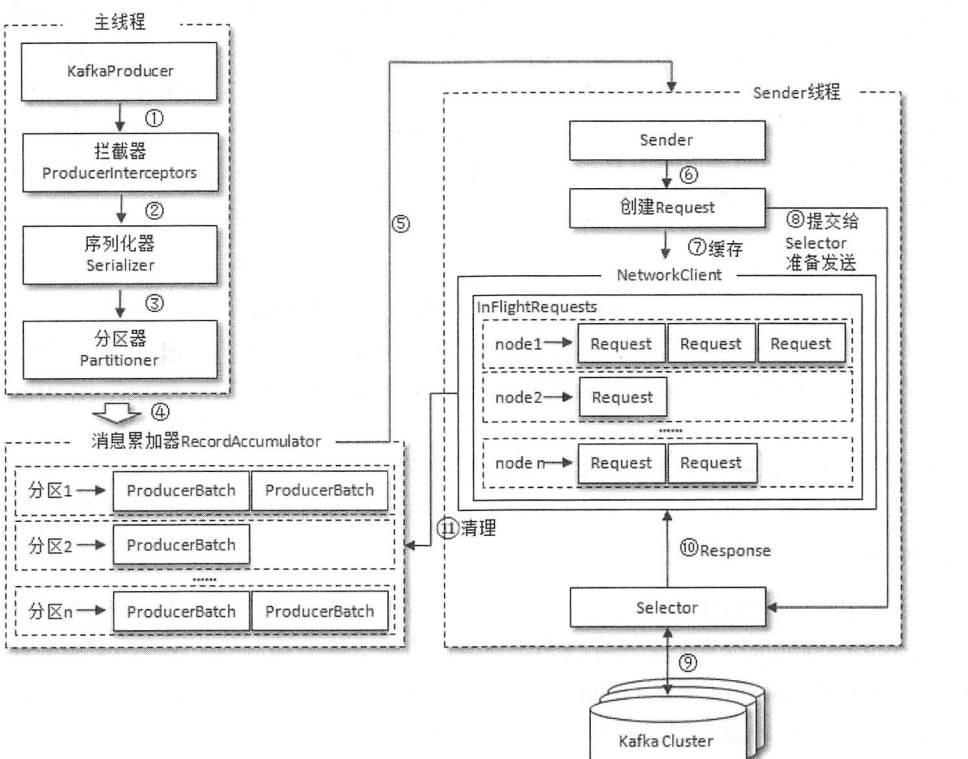 主线程
KafkaProducer
①
拦截器
ProducerInterceptors
②
序列化器
Serializer
③
分区器
Partitioner
④
消息累加器RecordAccumulator
分区1
ProducerBatch
ProducerBatch
分区2
ProducerBatch
......
分区n
ProducerBatch
ProducerBatch
⑤
Sender线程
Sender
⑥
创建Request
⑦缓存
⑧提交给
Selector
准备发送
NetworkClient
InFlightRequests
node1
Request
Request
Request
node2
Request
......
node n
Request
Request
⑪清理
⑩Response
Selector
⑨
Kafka Cluster